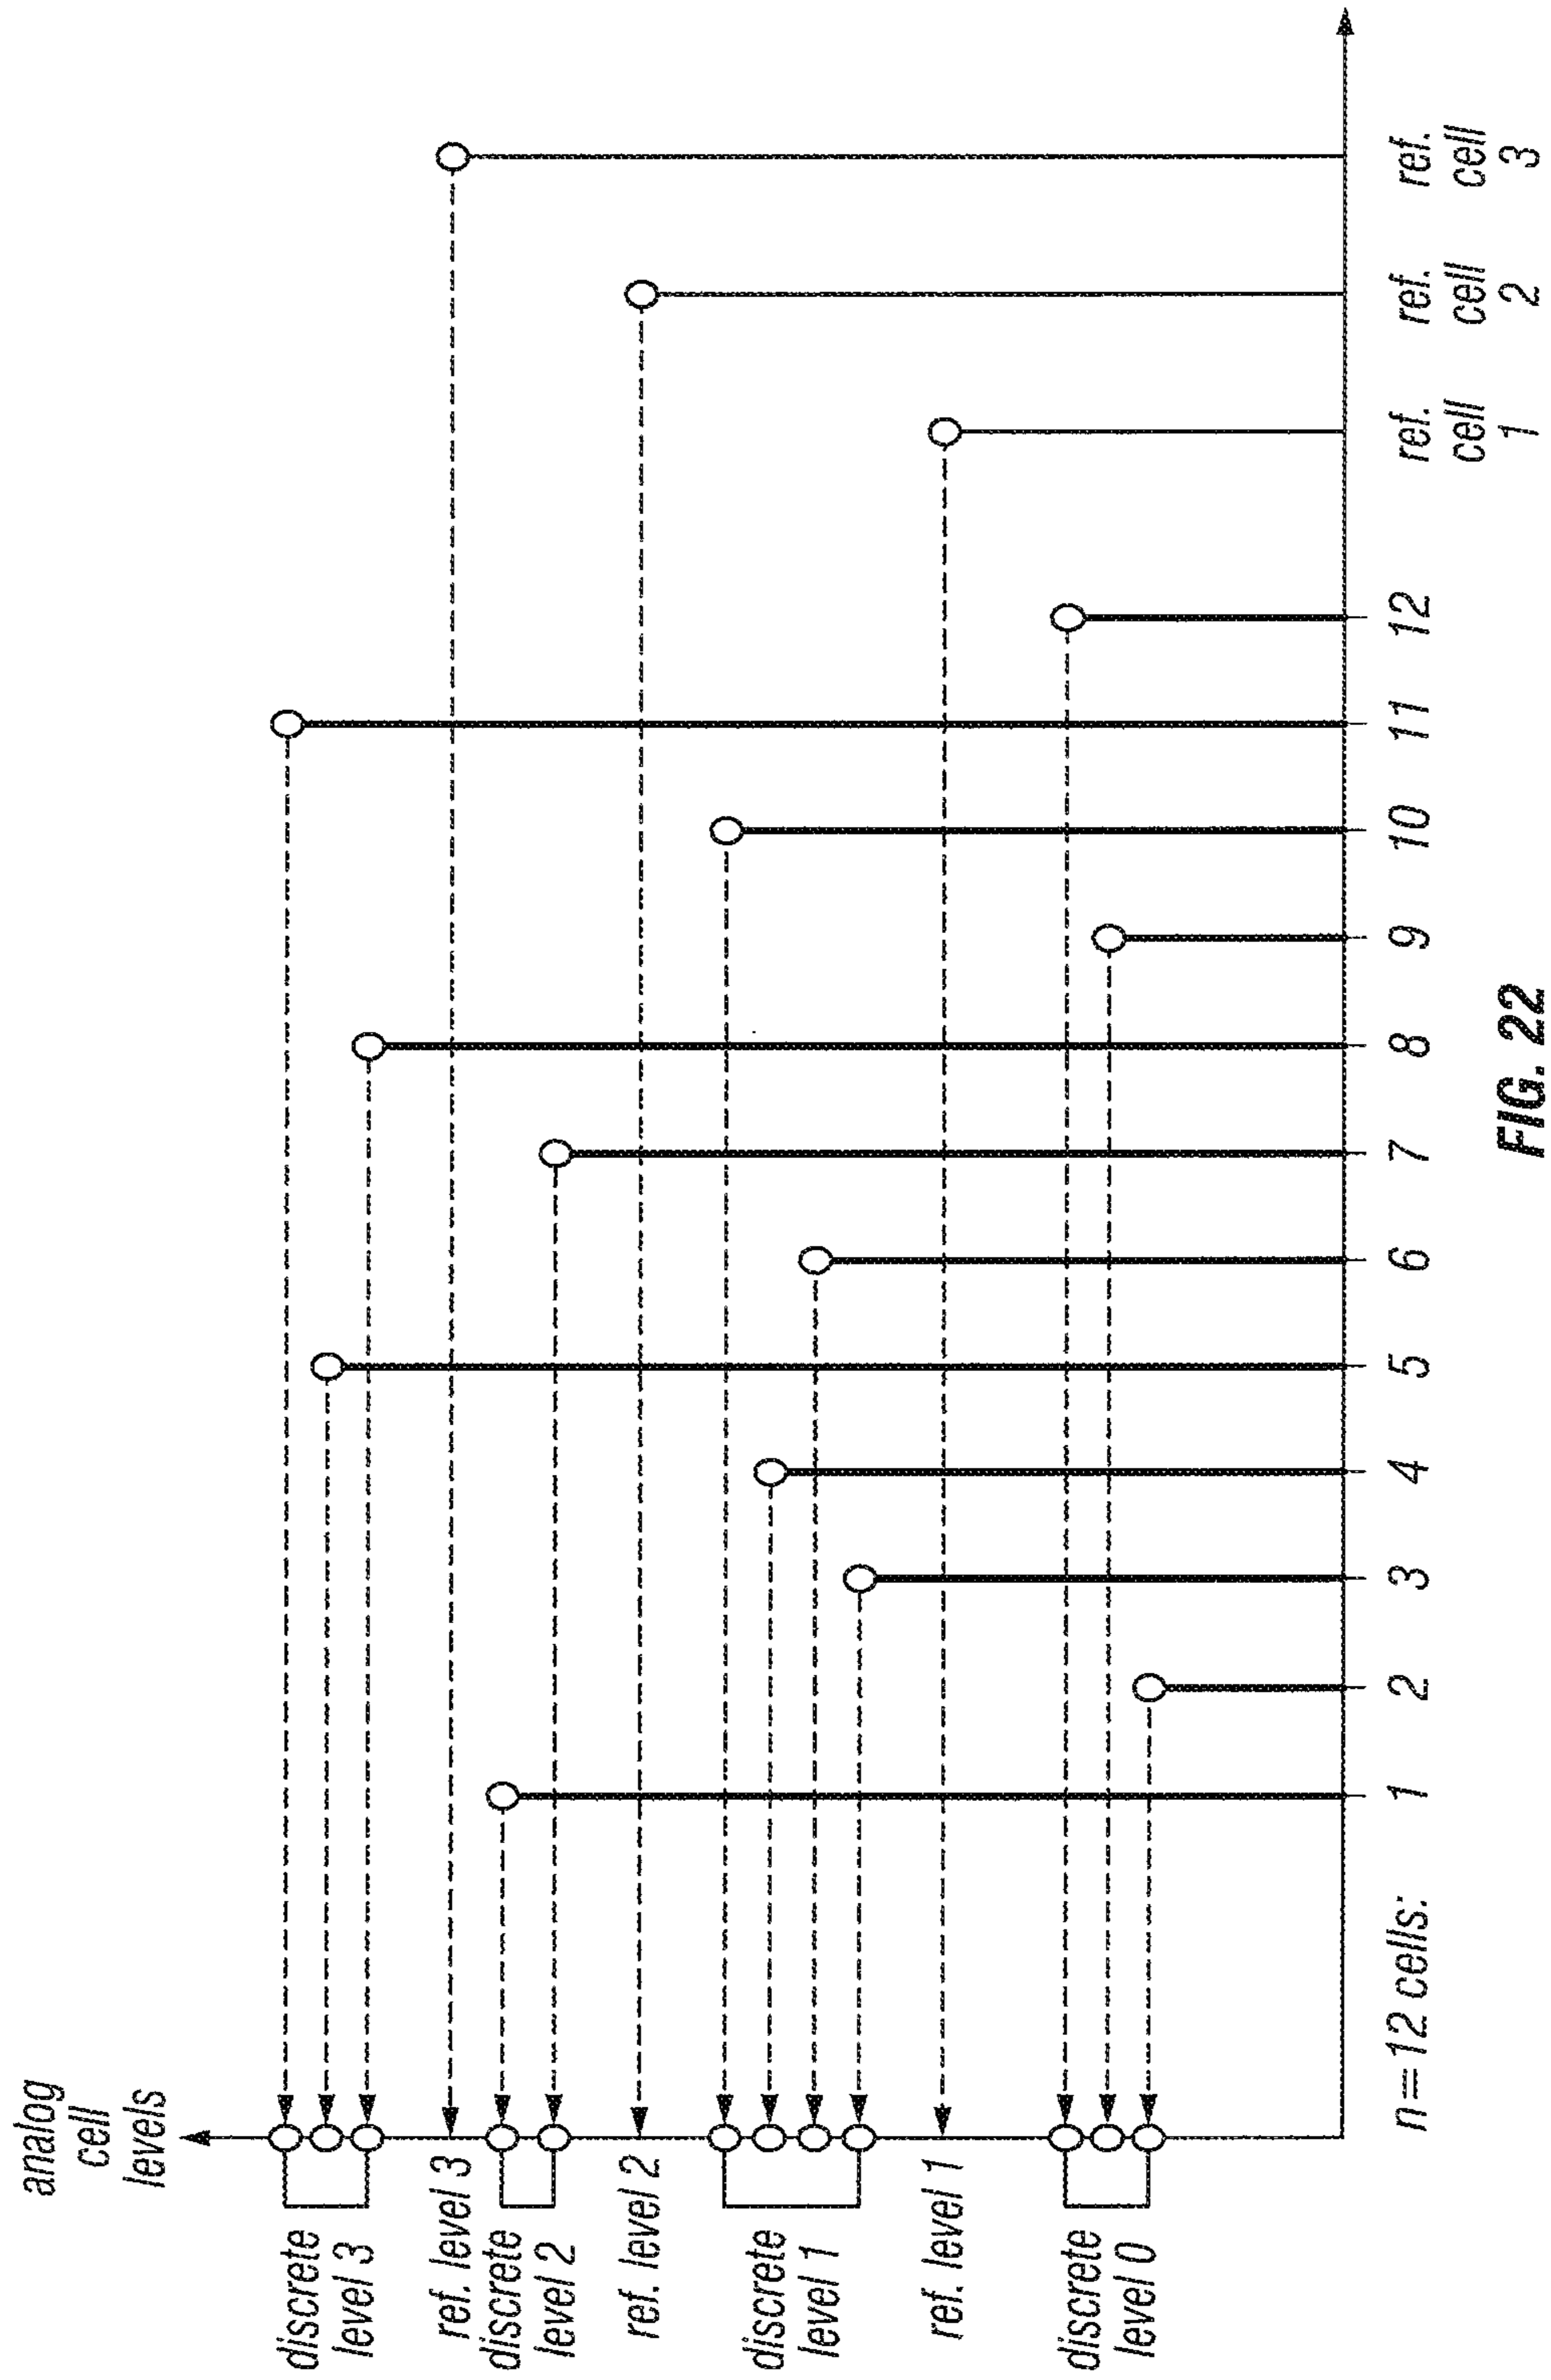 analog
cell
levels
discrete
level 3
ref. level 3
discrete
level 2
ref. level 2
discrete
level 1
ref. level 1
discrete
level 0
n=12 cells:
1
2
3
4
5
6
7
8
9
10
11
12
ref.
cell
1
ref.
cell
2
ref.
cell
3
FIG. 22